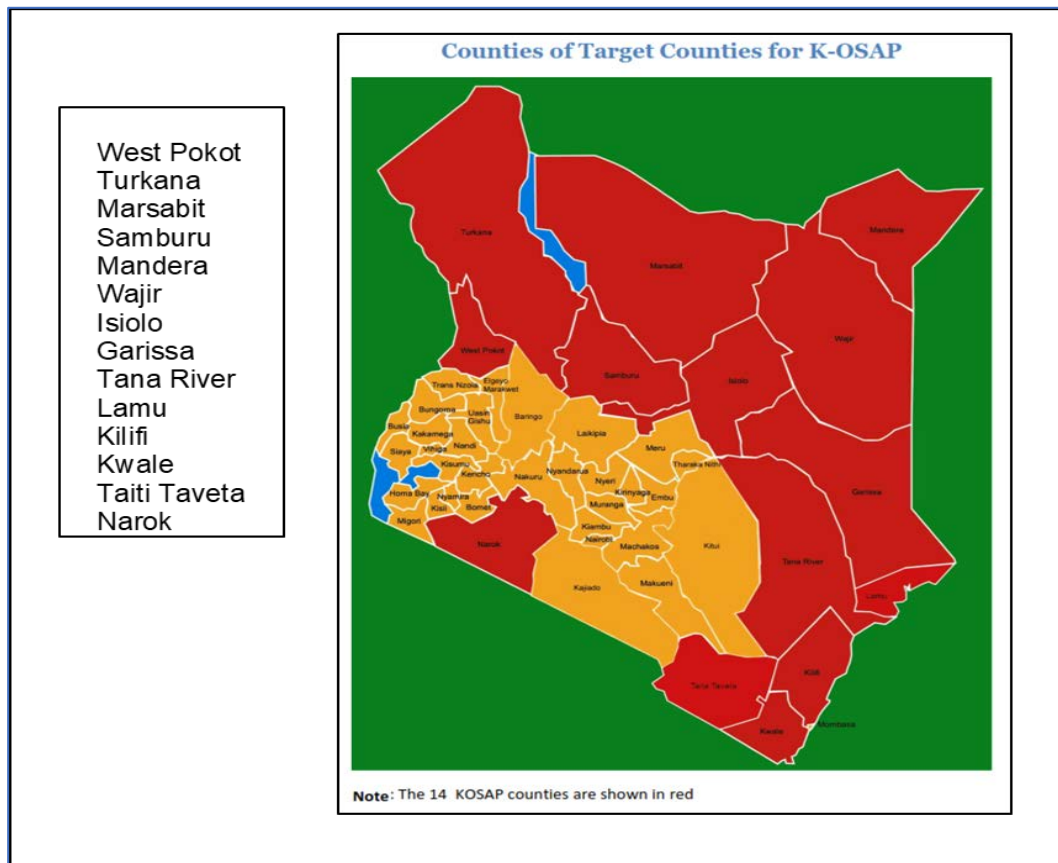 Counties of Target Counties for K-OSAP
West Pokot
Turkana
Marsabit
Samburu
Mandera
Wajir
Isiolo
Garissa
Tana River
Lamu
Kilifi
Kwale
Taiti Taveta
Narok
Turkana
Mandera
Marsabit
Wajir
West Pokot
Samburu
Isiolo
Trans Nzoia
Elgeyo
Marakwet
Bungoma
Uasin
Gishu
Baringo
Busia
Kakamega
Laikipia
Meru
Siaya
Vihiga
Nandi
Kisumu
Kericho
Nakuru
Nyandarua
Nyeri
Tharaka Nithi
Homa Bay
Nyamira
Kisii
Bomet
Kirinyaga
Embu
Muranga
Garissa
Migori
Kiambu
Nairobi
Narok
Machakos
Kitui
Tana River
Kajiado
Makueni
Lamu
Kilifi
Taita Taveta
Kwale
Mombasa
Note: The 14 KOSAP counties are shown in red